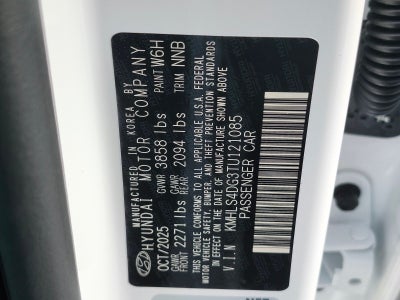 MANUFACTURED IN KOREA BY
HYUNDAI MOTOR COMPANY PAINT W6H
OCT/2025 GVWR 3858 lbs TRIM NNB
GAWR FRONT 2271 lbs GAWR REAR 2094 lbs
THIS VEHICLE CONFORMS TO ALL APPLICABLE U.S.A. FEDERAL
MOTOR VEHICLE SAFETY, BUMPER, AND THEFT PREVENTION
STANDARDS IN EFFECT ON THE DATE OF MANUFACTURE SHOWN ABOVE
V.I.N KMHLS4DG3TU121085
PASSENGER CAR